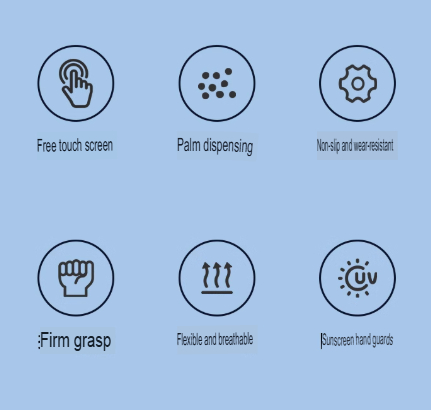 Free touch screen
Palm dispensing
Non-slip and wear-resistant
UV
Firm grasp
Flexible and breathable
Sunscreen hand guards